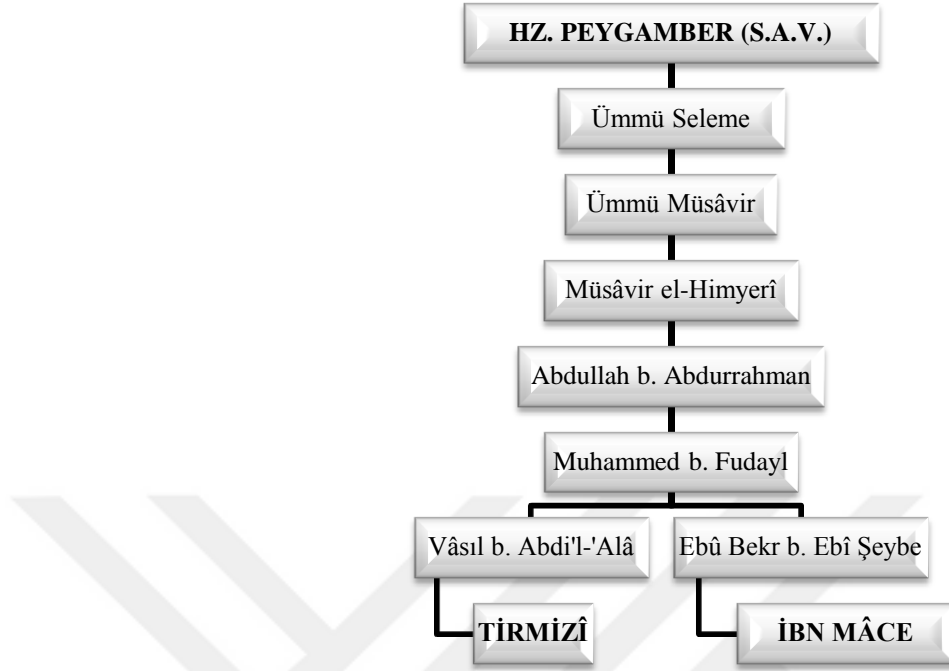 HZ. PEYGAMBER (S.A.V.)
Ümmü Seleme
Ümmü Müsâvir
Müsâvir el-Himyerî
Abdullah b. Abdurrahman
Muhammed b. Fudayl
Vâsıl b. Abdi'l-'Alâ
Ebû Bekr b. Ebî Şeybe
TİRMİZÎ
İBN MÂCE